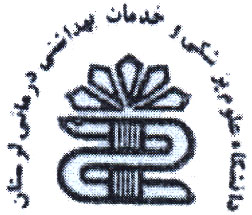 دانشگاه علوم پزشکی و خدمات بهداشتی درمانی لرستان